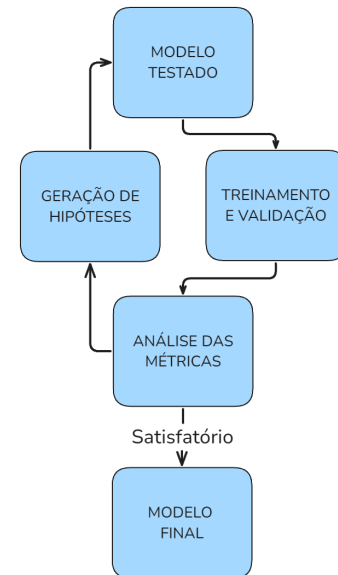 MODELO
TESTADO
GERAÇÃO DE
HIPÓTESES
TREINAMENTO
E VALIDAÇÃO
ANÁLISE DAS
MÉTRICAS
Satisfatório
MODELO
FINAL